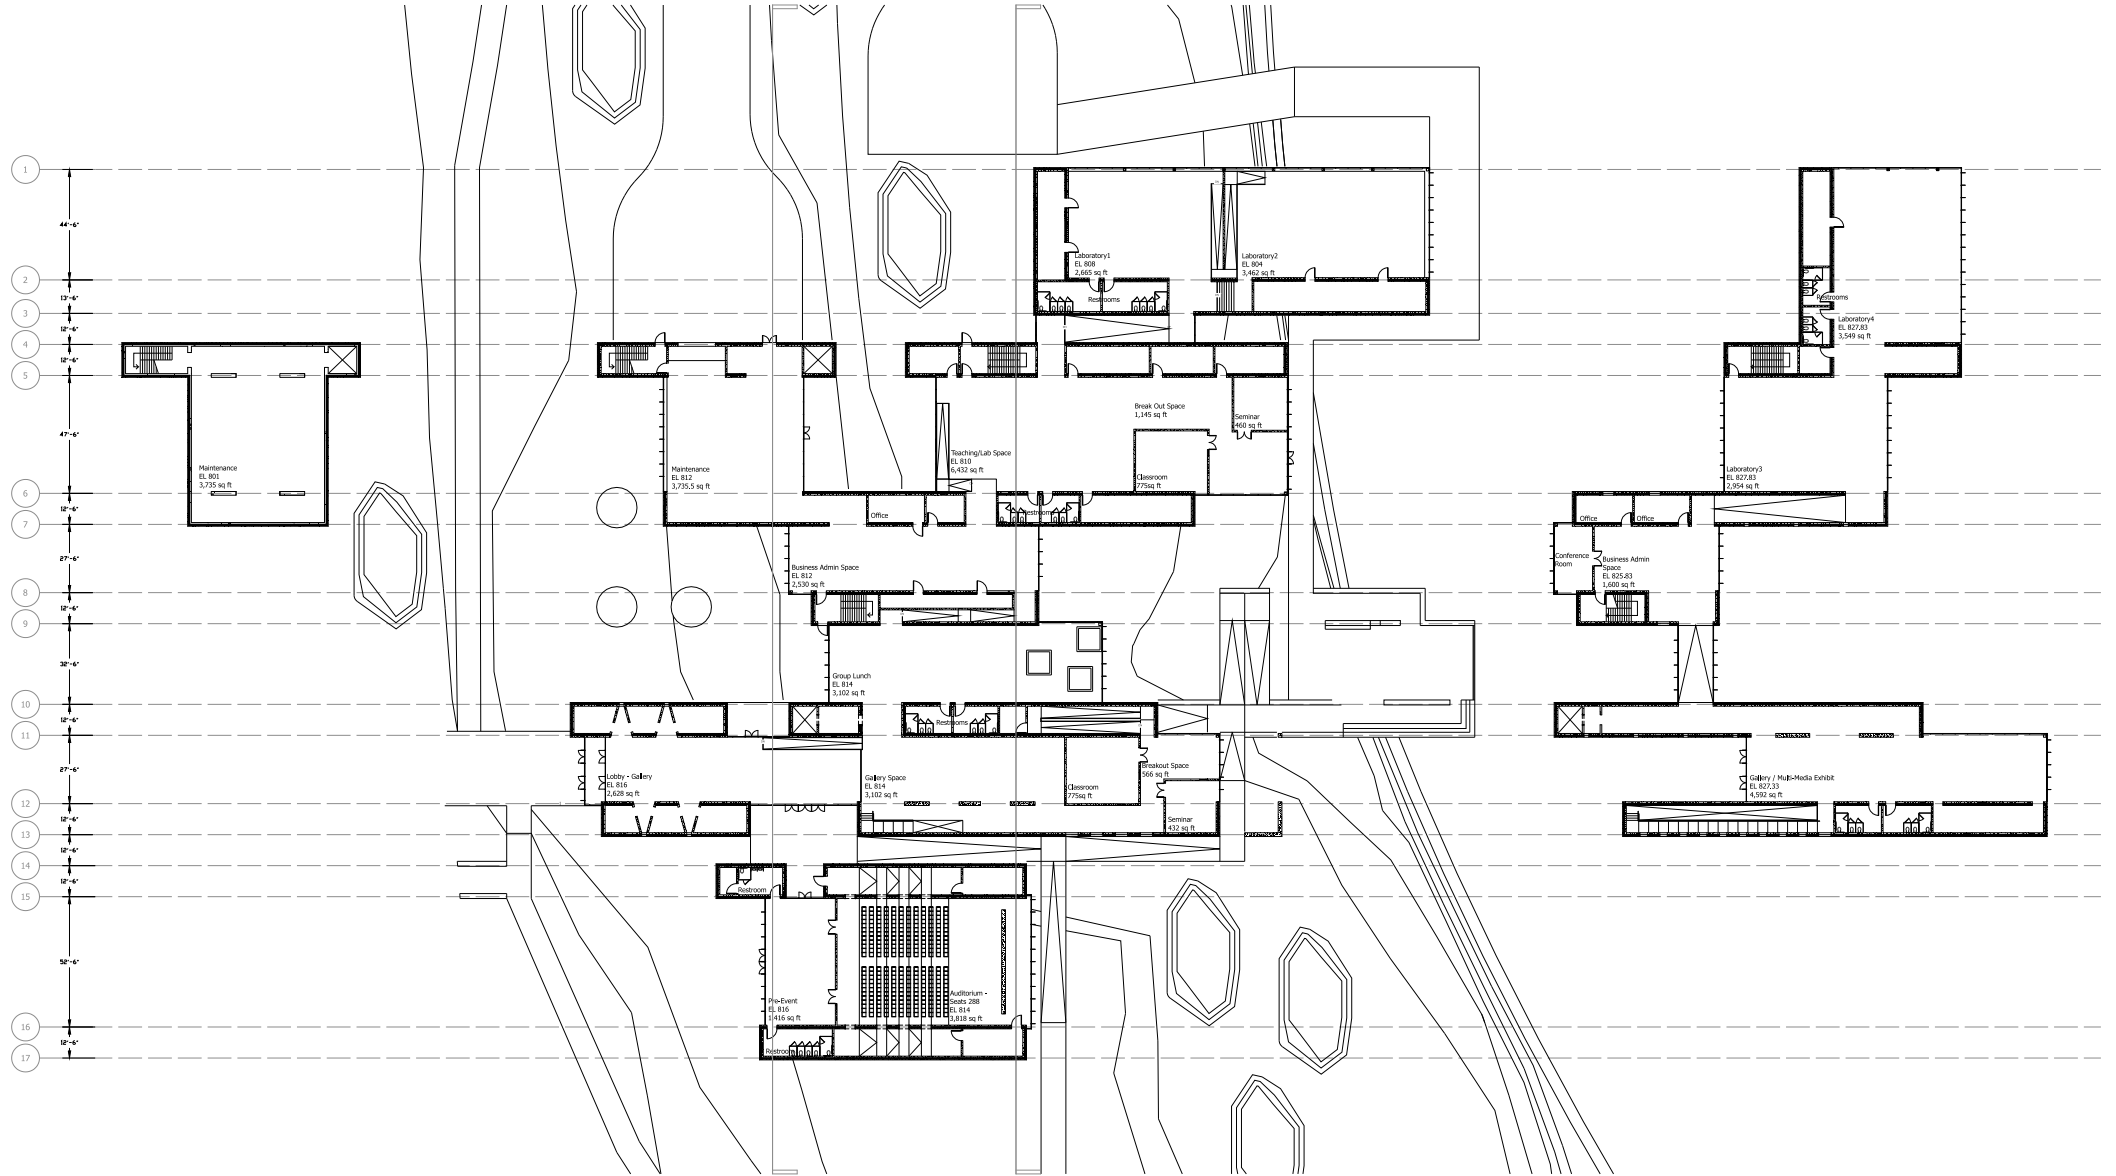 1
44'-6"
2
13'-6"
3
12'-6"
4
12'-6"
5
47'-6"
6
12'-6"
7
27'-6"
8
12'-6"
9
32'-6"
10
12'-6"
11
27'-6"
12
12'-6"
13
12'-6"
14
12'-6"
15
52'-6"
16
12'-6"
17
Maintenance
EL 801
3,735 sq ft
Maintenance
EL 812
3,735.5 sq ft
Laboratory1
EL 808
2,665 sq ft
Laboratory2
EL 804
3,462 sq ft
Restrooms
Break Out Space
1,145 sq ft
Seminar
460 sq ft
Teaching/Lab Space
EL 810
6,432 sq ft
Classroom
775sq ft
Office
Restrooms
Business Admin Space
EL 812
2,530 sq ft
Group Lunch
EL 814
3,102 sq ft
Restrooms
Lobby - Gallery
EL 816
2,628 sq ft
Gallery Space
EL 814
3,102 sq ft
Classroom
775sq ft
Breakout Space
566 sq ft
Seminar
432 sq ft
Restroom
Pre-Event
EL 816
1,416 sq ft
Auditorium -
Seats 288
EL 814
3,818 sq ft
Restroom
Restrooms
Laboratory4
EL 827.83
3,549 sq ft
Laboratory3
EL 827.83
2,954 sq ft
Office
Office
Conference
Room
Business Admin
Space
EL 825.83
1,600 sq ft
Gallery / Multi-Media Exhibit
EL 827.33
4,592 sq ft